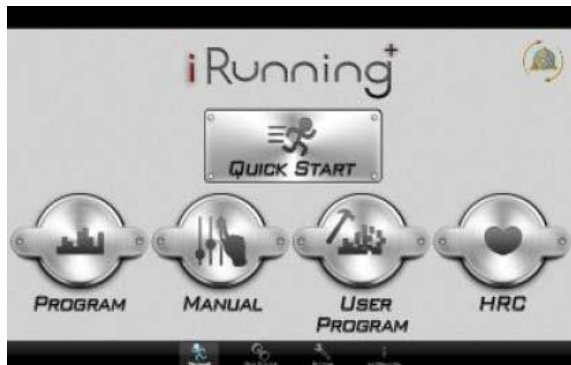 iRunning+
QUICK START
PROGRAM
MANUAL
USER
PROGRAM
HRC